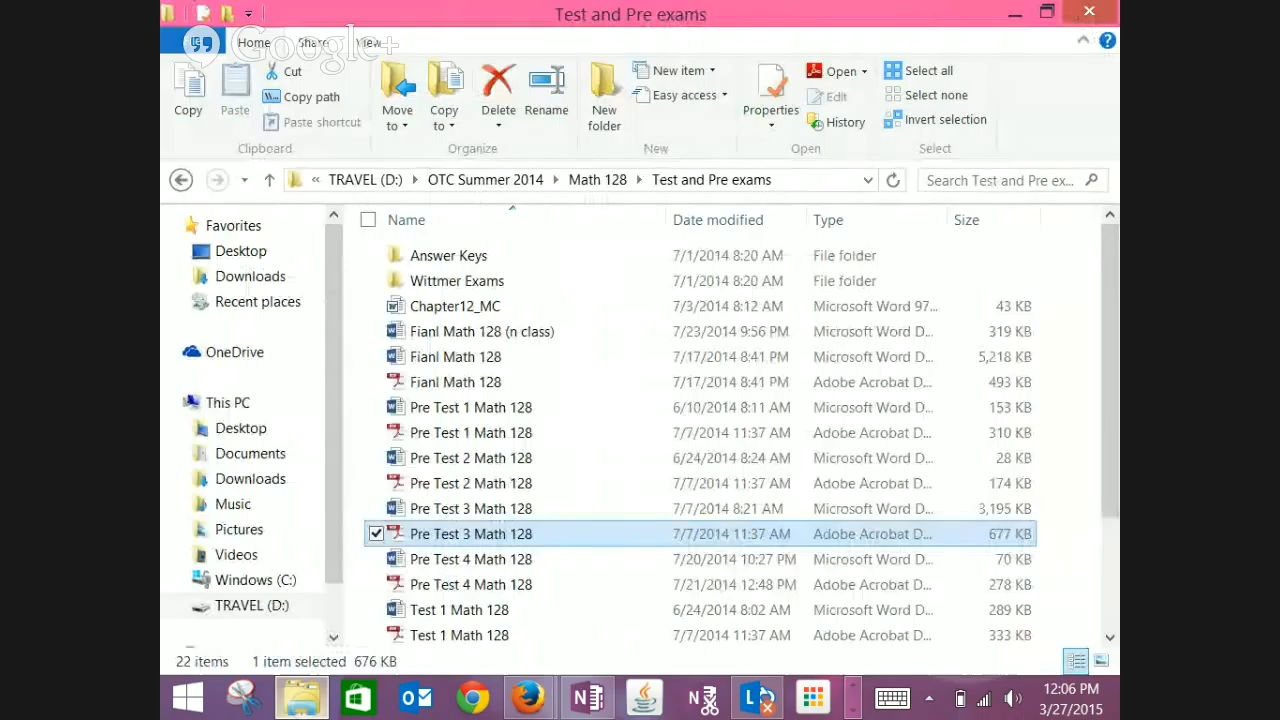 Test and Pre exams
Google+
Home Share View
Copy
Paste
Cut
Copy path
Paste shortcut
Clipboard
Move to
Copy to
Delete
Rename
Organize
New folder
New item
Easy access
New
Properties
Open
Edit
History
Open
Select all
Select none
Invert selection
Select
« TRAVEL (D:) OTC Summer 2014 Math 128 Test and Pre exams
Search Test and Pre ex...
Favorites
Desktop
Downloads
Recent places
OneDrive
This PC
Desktop
Documents
Downloads
Music
Pictures
Videos
Windows (C:)
TRAVEL (D:)
Name Date modified Type Size
Answer Keys 7/1/2014 8:20 AM File folder
Wittmer Exams 7/1/2014 8:20 AM File folder
Chapter12_MC 7/3/2014 8:12 AM Microsoft Word 97... 43 KB
Fianl Math 128 (n class) 7/23/2014 9:56 PM Microsoft Word D... 319 KB
Fianl Math 128 7/17/2014 8:41 PM Microsoft Word D... 5,218 KB
Fianl Math 128 7/17/2014 8:41 PM Adobe Acrobat D... 493 KB
Pre Test 1 Math 128 6/10/2014 8:11 AM Microsoft Word D... 153 KB
Pre Test 1 Math 128 7/7/2014 11:37 AM Adobe Acrobat D... 310 KB
Pre Test 2 Math 128 6/24/2014 8:24 AM Microsoft Word D... 28 KB
Pre Test 2 Math 128 7/7/2014 11:37 AM Adobe Acrobat D... 174 KB
Pre Test 3 Math 128 7/7/2014 8:21 AM Microsoft Word D... 3,195 KB
Pre Test 3 Math 128 7/7/2014 11:37 AM Adobe Acrobat D... 677 KB
Pre Test 4 Math 128 7/20/2014 10:27 PM Microsoft Word D... 70 KB
Pre Test 4 Math 128 7/21/2014 12:48 PM Adobe Acrobat D... 278 KB
Test 1 Math 128 6/24/2014 8:02 AM Microsoft Word D... 289 KB
Test 1 Math 128 7/7/2014 11:37 AM Adobe Acrobat D... 333 KB
22 items 1 item selected 676 KB
12:06 PM
3/27/2015